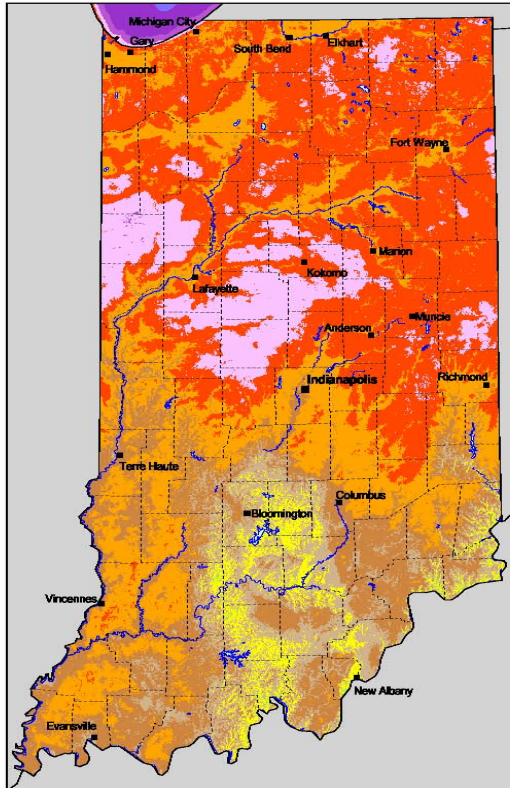 Michigan City
Gary
South Bend
Elkhart
Hammond
Fort Wayne
Marion
Kokomo
Lafayette
Muncie
Anderson
Indianapolis
Richmond
Terre Haute
Columbus
Bloomington
Vincennes
New Albany
Evansville